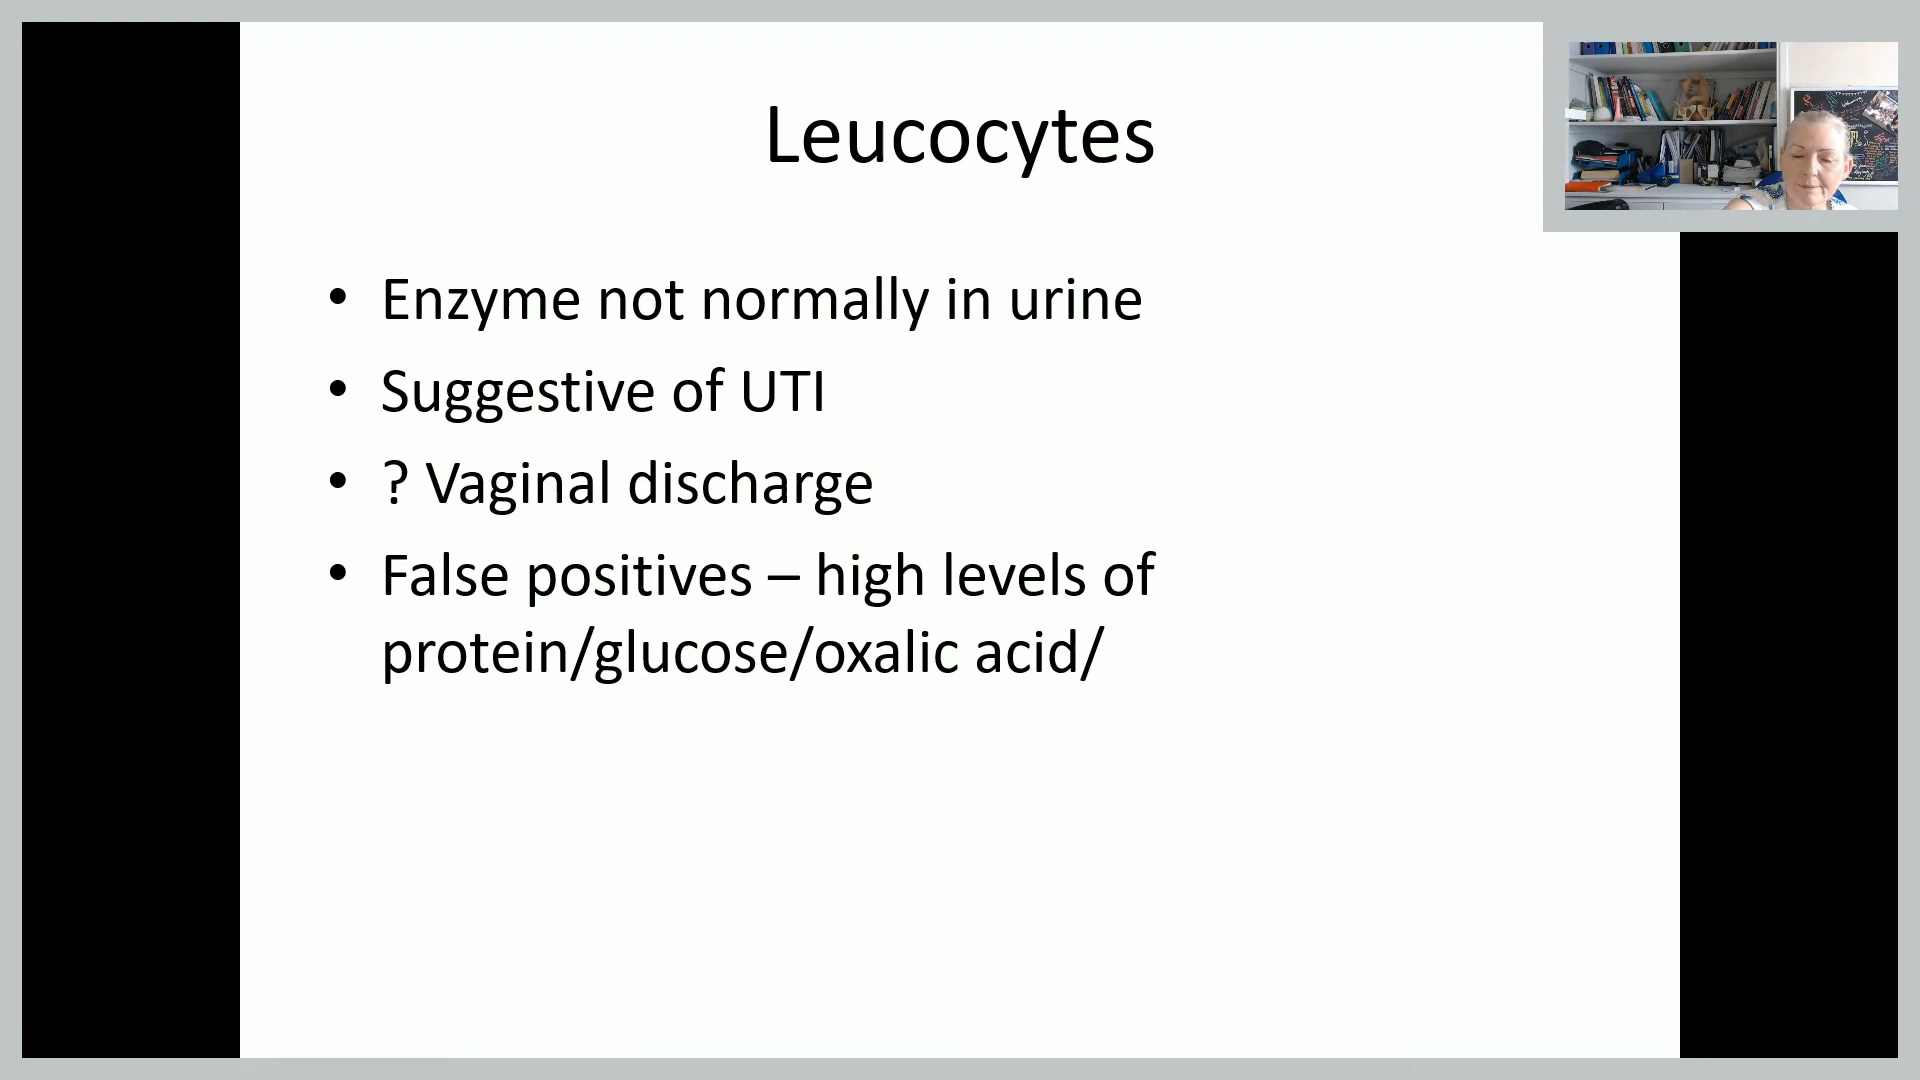 Leucocytes
• Enzyme not normally in urine
• Suggestive of UTI
• ? Vaginal discharge
• False positives – high levels of
protein/glucose/oxalic acid/